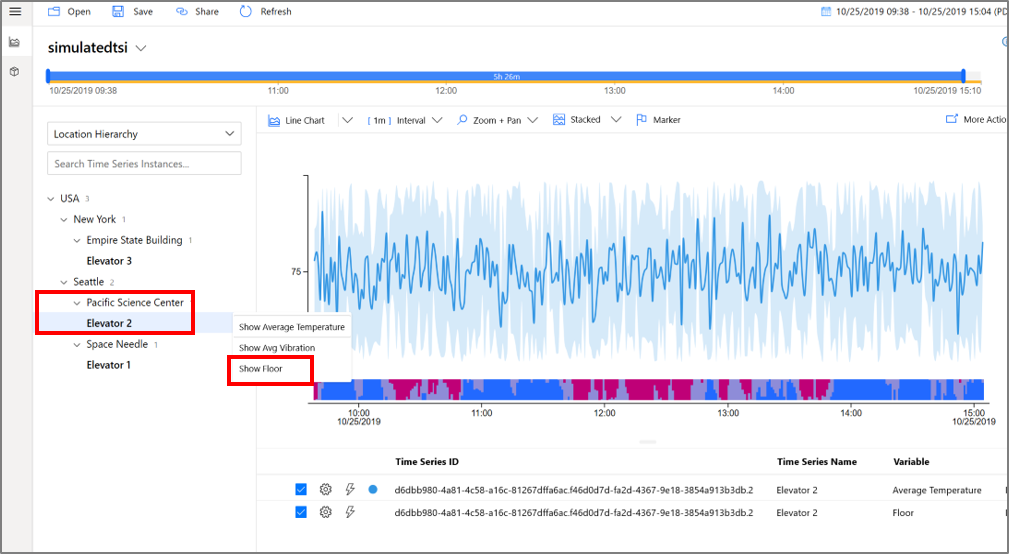 Open Save Share Refresh 10/25/2019 09:38 - 10/25/2019 15:04 (PD
simulatedtsi
5h 26m
10/25/2019 09:38 11:00 12:00 13:00 14:00 10/25/2019 15:10
Location Hierarchy
Line Chart [ 1m ] Interval Zoom + Pan Stacked Marker More Actio
Search Time Series Instances...
USA 3
New York 1
Empire State Building 1
Elevator 3
Seattle 2
Pacific Science Center
Elevator 2
Space Needle 1
Elevator 1
Show Average Temperature
Show Avg Vibration
Show Floor
75
10:00 11:00 12:00 13:00 14:00 15:00
10/25/2019 10/25/2019
Time Series ID Time Series Name Variable
d6dbb980-4a81-4c58-a16c-81267dffa6ac.f46d0d7d-fa2d-4367-9e18-3854a913b3db.2 Elevator 2 Average Temperature
d6dbb980-4a81-4c58-a16c-81267dffa6ac.f46d0d7d-fa2d-4367-9e18-3854a913b3db.2 Elevator 2 Floor